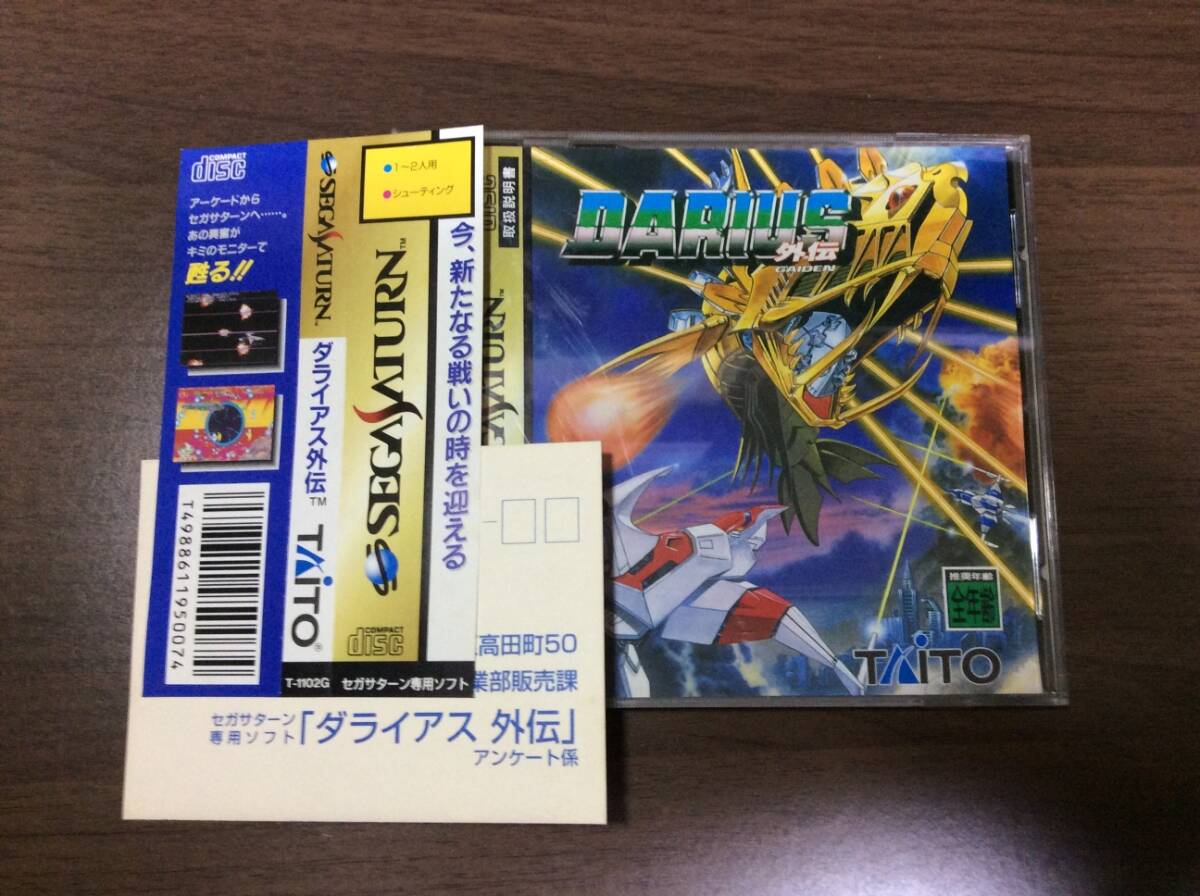 COMPACT
disc
アーケードから
セガサターンへ……。
あの興奮が
キミのモニターで
甦る!!
T4988611950074
SEGA SATURN™
ダライアス外伝™
TAITO®
T-1102G
●1〜2人用
●シューティング
SEGA SATURN™
COMPACT
disc
セガサターン専用ソフト
今、新たなる戦いの時を迎える
取扱説明書
DARIUS
外伝
GAIDEN
推奨年齢
全年齢
TAITO
高田町50
業部販売課
セガサターン
専用ソフト「ダライアス 外伝」
アンケート係